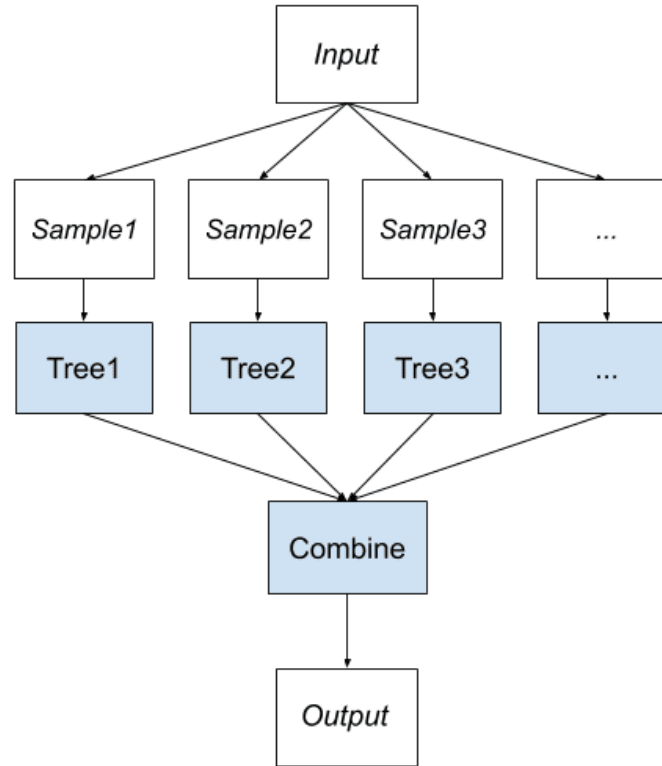 Input
Sample1
Sample2
Sample3
...
Tree1
Tree2
Tree3
...
Combine
Output